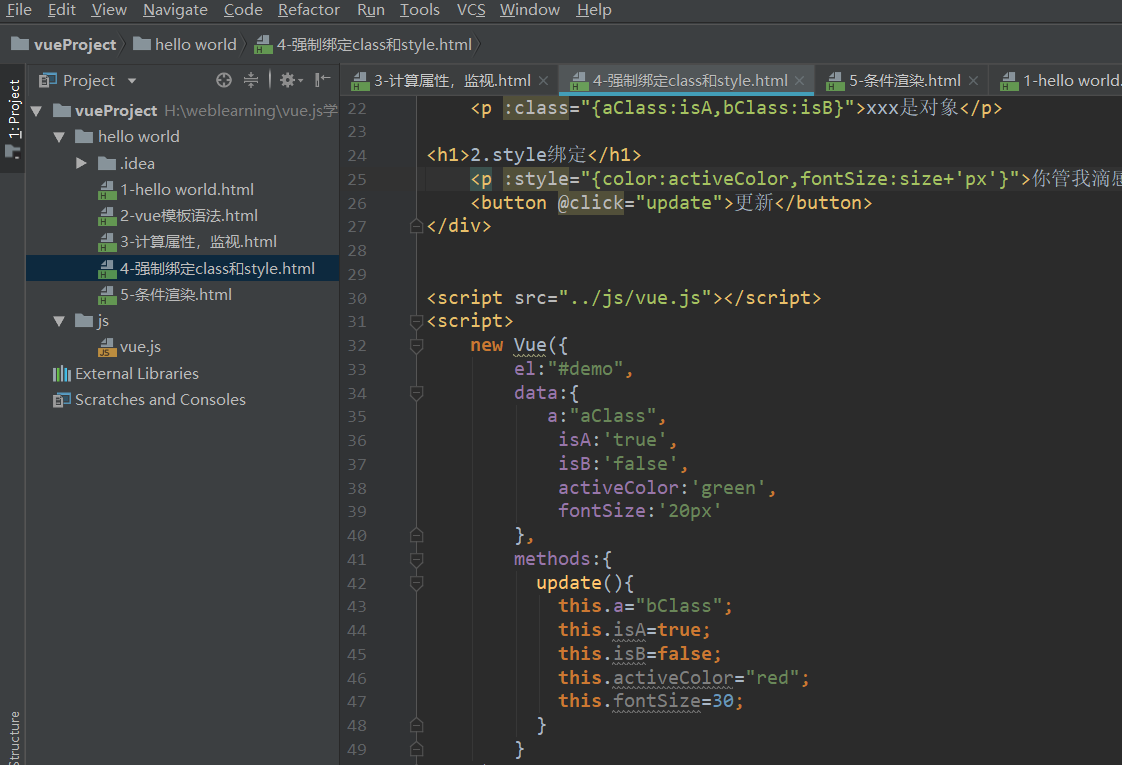 File Edit View Navigate Code Refactor Run Tools VCS Window Help
vueProject hello world 4-强制绑定class和style.html
Project 3-计算属性，监视.html 4-强制绑定class和style.html 5-条件渲染.html 1-hello world.
1: Project
vueProject H:\weblearning\vue.js学
hello world
.idea
1-hello world.html
2-vue模板语法.html
3-计算属性，监视.html
4-强制绑定class和style.html
5-条件渲染.html
js
vue.js
External Libraries
Scratches and Consoles
Structure
22 <p :class="{aClass:isA,bClass:isB}">xxx是对象</p>
23
24 <h1>2.style绑定</h1>
25 <p :style="{color:activeColor,fontSize:size+'px'}">你管我滴感
26 <button @click="update">更新</button>
27 </div>
28
29
30 <script src="../js/vue.js"></script>
31 <script>
32 new Vue({
33 el:"#demo",
34 data:{
35 a:"aClass",
36 isA:'true',
37 isB:'false',
38 activeColor:'green',
39 fontSize:'20px'
40 },
41 methods:{
42 update(){
43 this.a="bClass";
44 this.isA=true;
45 this.isB=false;
46 this.activeColor="red";
47 this.fontSize=30;
48 }
49 }